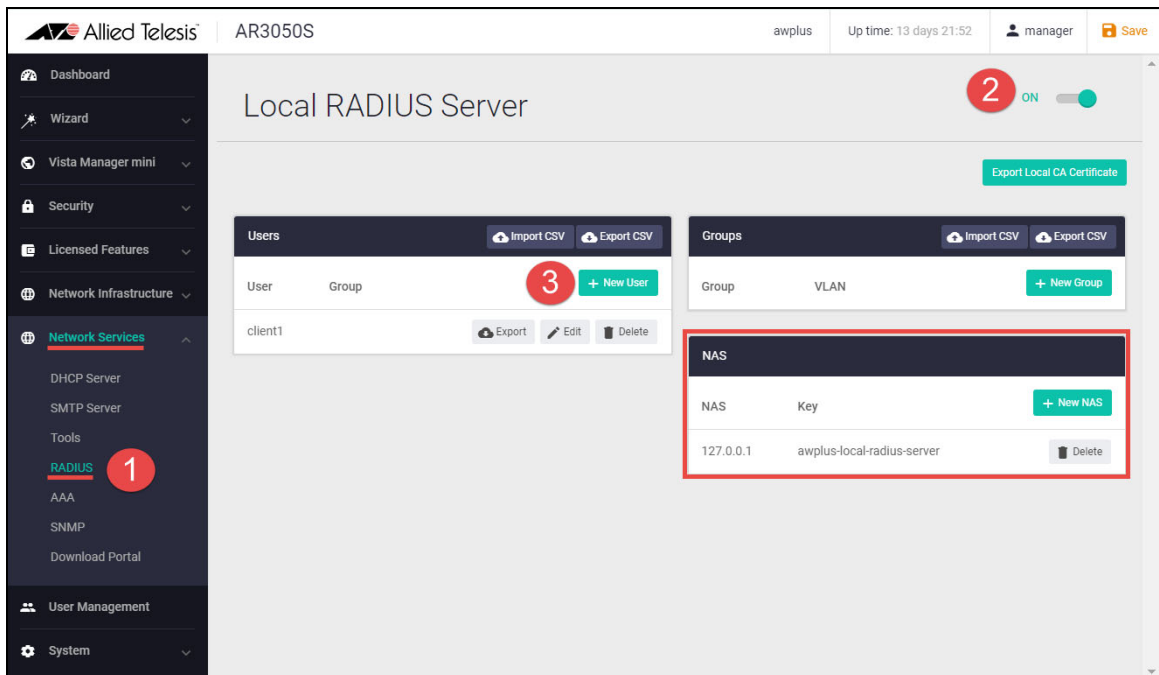 Allied Telesis
AR3050S
awplus
Up time: 13 days 21:52
manager
Save
Dashboard
Wizard
Vista Manager mini
Security
Licensed Features
Network Infrastructure
Network Services
DHCP Server
SMTP Server
Tools
RADIUS
1
AAA
SNMP
Download Portal
User Management
System
Local RADIUS Server
2
ON
Export Local CA Certificate
Users
Import CSV
Export CSV
User
Group
3
+ New User
client1
Export
Edit
Delete
Groups
Import CSV
Export CSV
Group
VLAN
+ New Group
NAS
NAS
Key
+ New NAS
127.0.0.1
awplus-local-radius-server
Delete